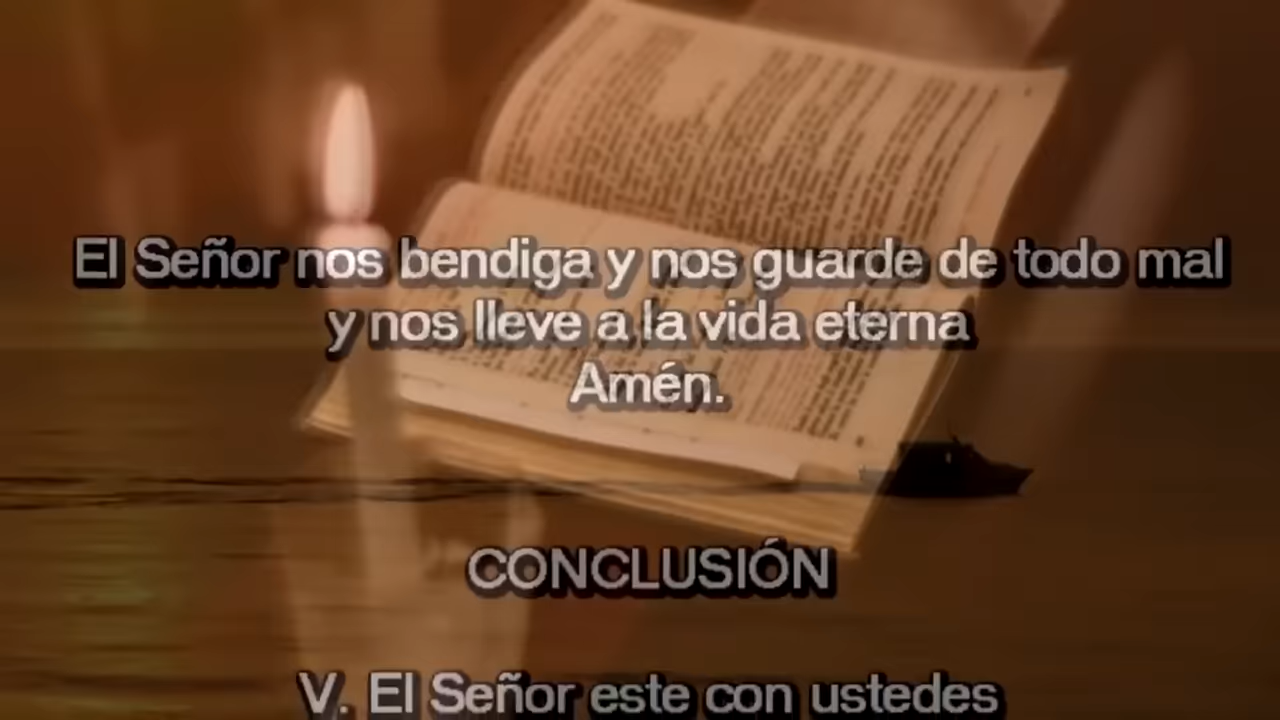 El Señor nos bendiga y nos guarde de todo mal
y nos lleve a la vida eterna
Amén.
CONCLUSIÓN
V. El Señor este con ustedes